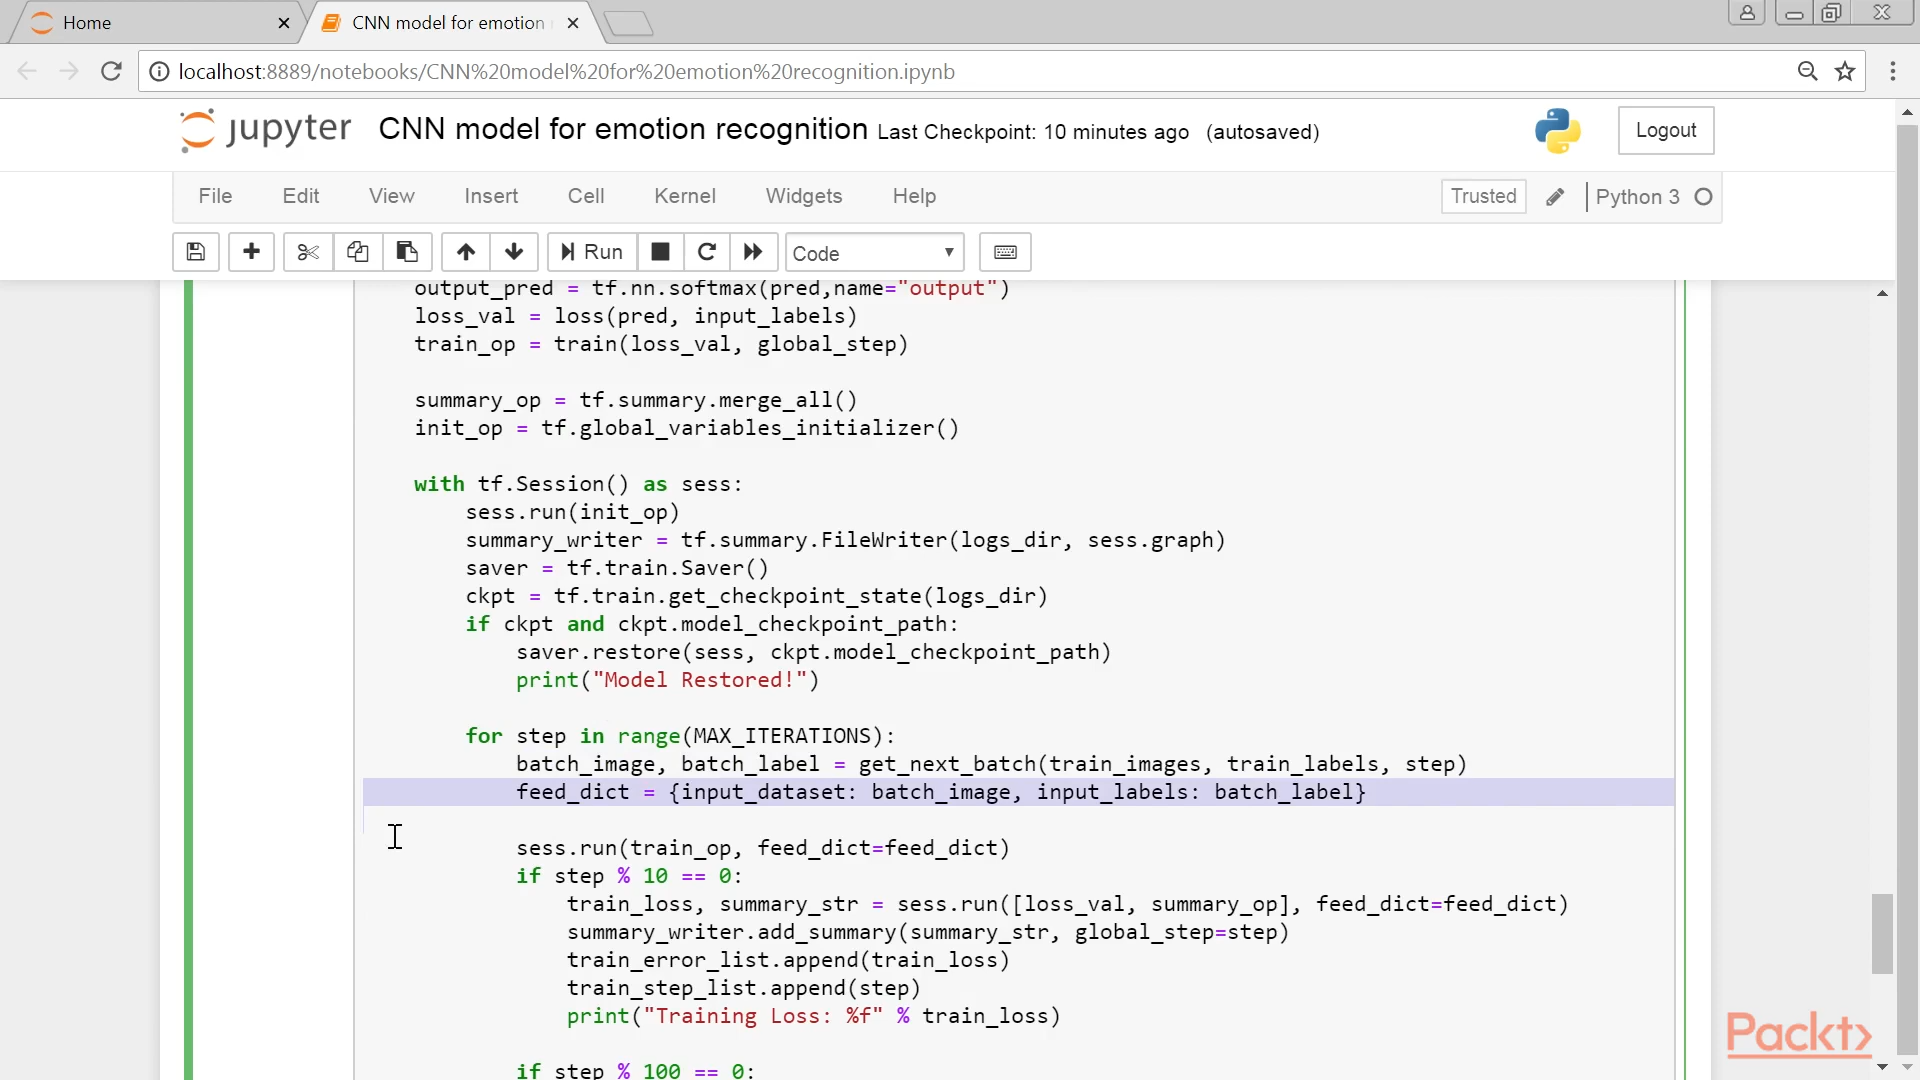 Home
CNN model for emotion
localhost:8889/notebooks/CNN%20model%20for%20emotion%20recognition.ipynb
jupyter CNN model for emotion recognition Last Checkpoint: 10 minutes ago (autosaved) Logout
File Edit View Insert Cell Kernel Widgets Help Trusted Python 3
Run Code
output_pred = tf.nn.softmax(pred,name="output")
loss_val = loss(pred, input_labels)
train_op = train(loss_val, global_step)
summary_op = tf.summary.merge_all()
init_op = tf.global_variables_initializer()
with tf.Session() as sess:
sess.run(init_op)
summary_writer = tf.summary.FileWriter(logs_dir, sess.graph)
saver = tf.train.Saver()
ckpt = tf.train.get_checkpoint_state(logs_dir)
if ckpt and ckpt.model_checkpoint_path:
saver.restore(sess, ckpt.model_checkpoint_path)
print("Model Restored!")
for step in range(MAX_ITERATIONS):
batch_image, batch_label = get_next_batch(train_images, train_labels, step)
feed_dict = {input_dataset: batch_image, input_labels: batch_label}
sess.run(train_op, feed_dict=feed_dict)
if step % 10 == 0:
train_loss, summary_str = sess.run([loss_val, summary_op], feed_dict=feed_dict)
summary_writer.add_summary(summary_str, global_step=step)
train_error_list.append(train_loss)
train_step_list.append(step)
print("Training Loss: %f" % train_loss)
if step % 100 == 0:
Packt>